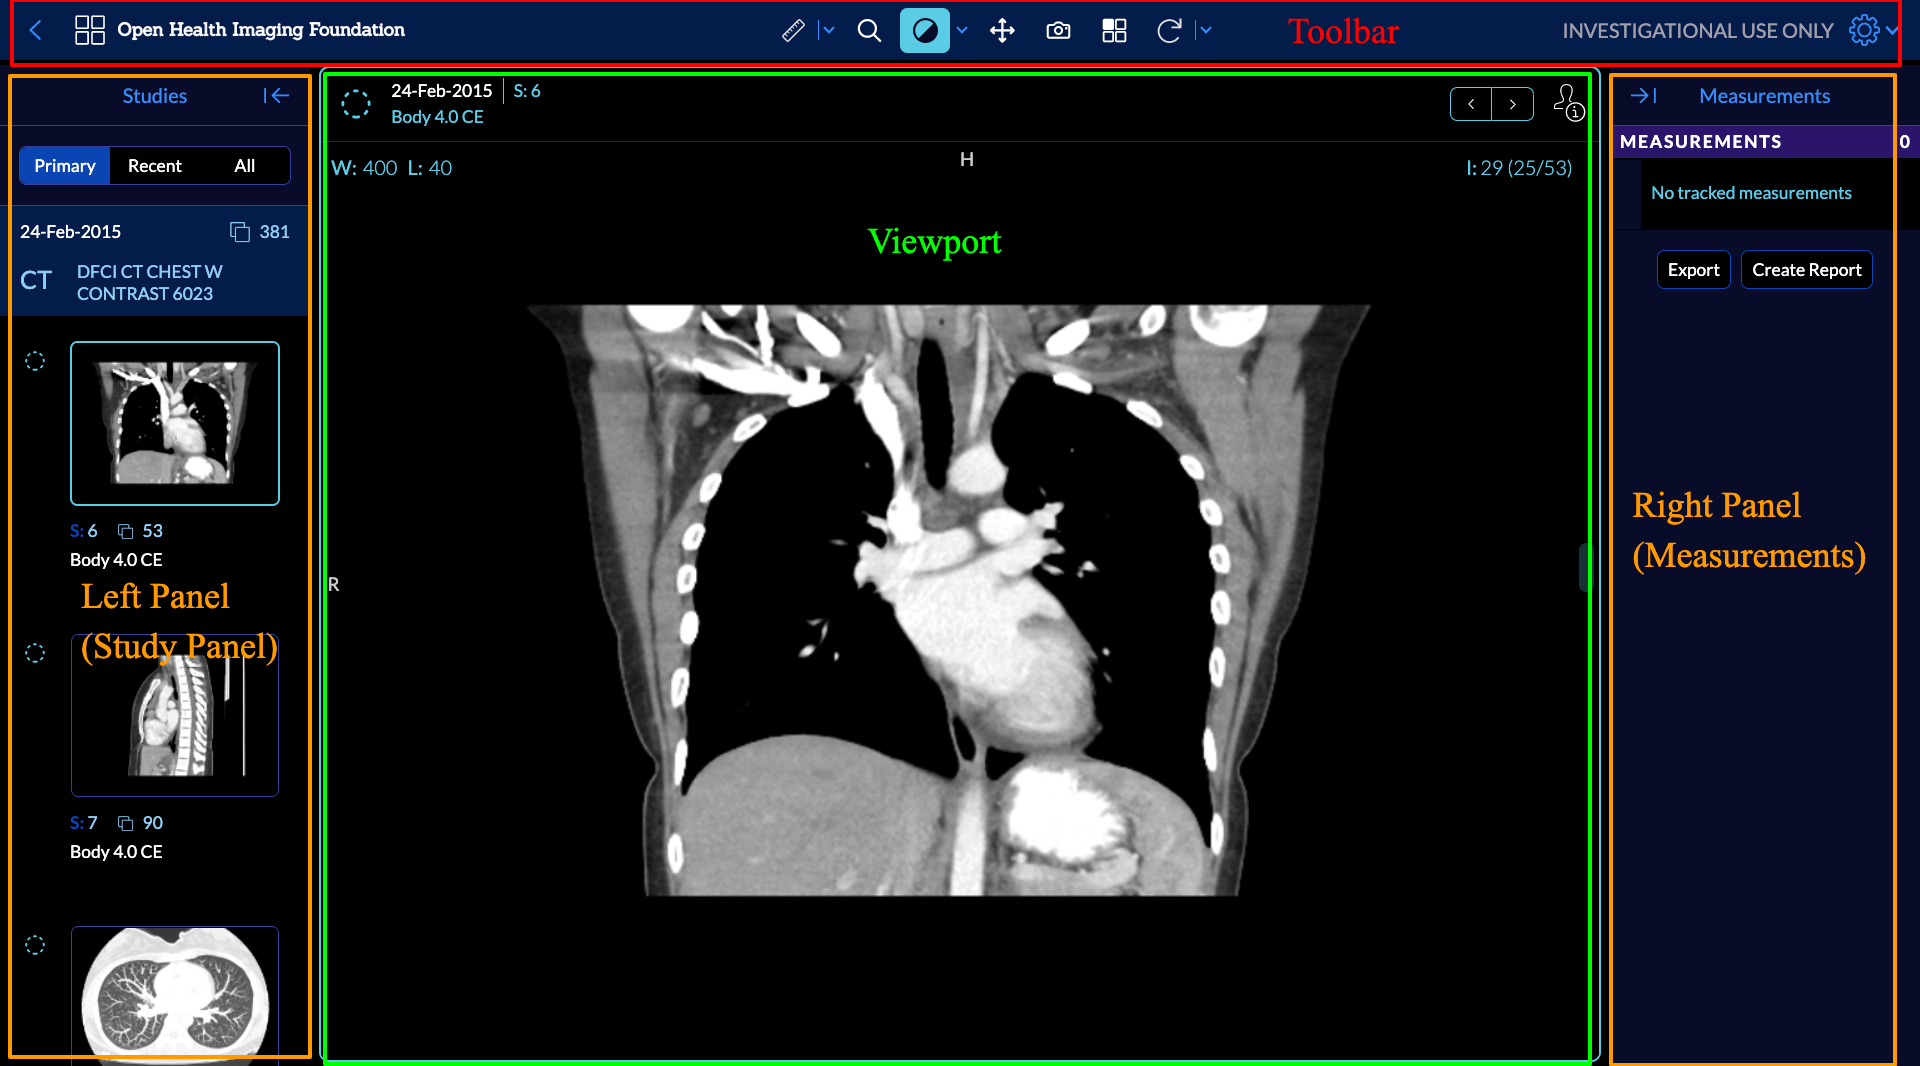 Open Health Imaging Foundation
Toolbar
INVESTIGATIONAL USE ONLY
Studies
Primary Recent All
24-Feb-2015 381
CT
DFCI CT CHEST W
CONTRAST 6023
S: 6 53
Body 4.0 CE
Left Panel
(Study Panel)
S: 7 90
Body 4.0 CE
24-Feb-2015 S: 6
Body 4.0 CE
W: 400 L: 40
H
I: 29 (25/53)
Viewport
R
Measurements
MEASUREMENTS 0
No tracked measurements
Export Create Report
Right Panel
(Measurements)